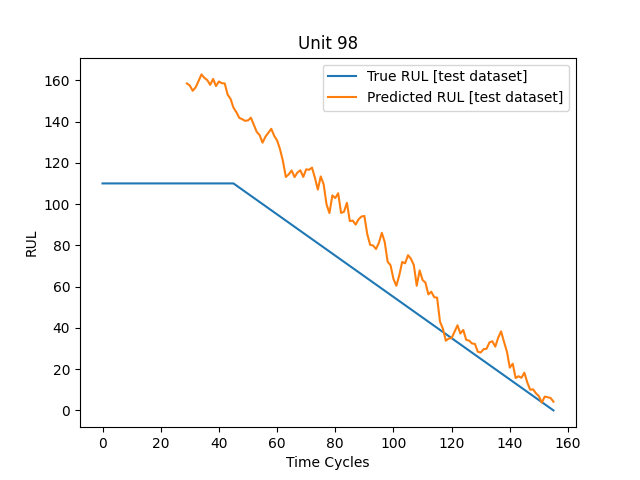 Unit 98
True RUL [test dataset]
Predicted RUL [test dataset]
RUL
160
140
120
100
80
60
40
20
0
0 20 40 60 80 100 120 140 160
Time Cycles